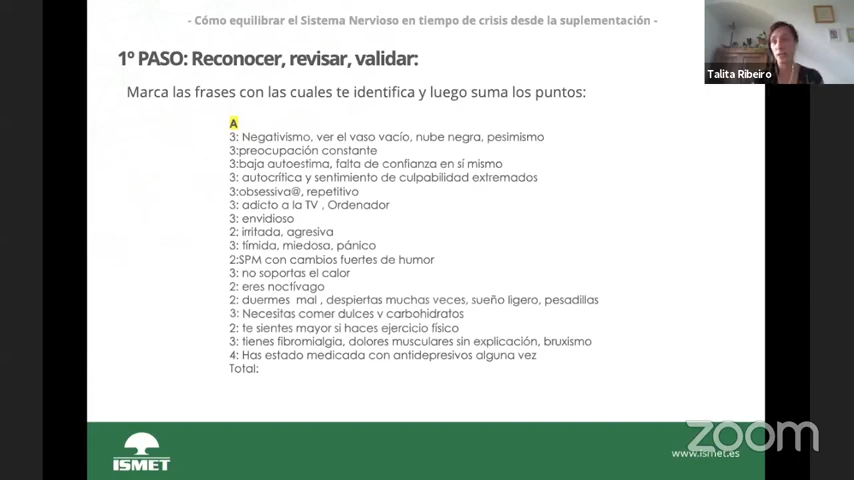 - Cómo equilibrar el Sistema Nervioso en tiempo de crisis desde la suplementación -
Talita Ribeiro
1º PASO: Reconocer, revisar, validar:
Marca las frases con las cuales te identifica y luego suma los puntos:
A
3: Negativismo, ver el vaso vacío, nube negra, pesimismo
3:preocupación constante
3:baja autoestima, falta de confianza en sí mismo
3: autocrítica y sentimiento de culpabilidad extremados
3:obsessiva@, repetitivo
3: adicto a la TV , Ordenador
3: envidioso
2: irritada, agresiva
3: tímida, miedosa, pánico
2:SPM con cambios fuertes de humor
3: no soportas el calor
2: eres noctívago
2: duermes mal , despiertas muchas veces, sueño ligero, pesadillas
3: Necesitas comer dulces y carbohidratos
2: te sientes mayor si haces ejercicio físico
3: tienes fibromialgia, dolores musculares sin explicación, bruxismo
4: Has estado medicada con antidepresivos alguna vez
Total:
zoom
www.ismet.es
ISMET